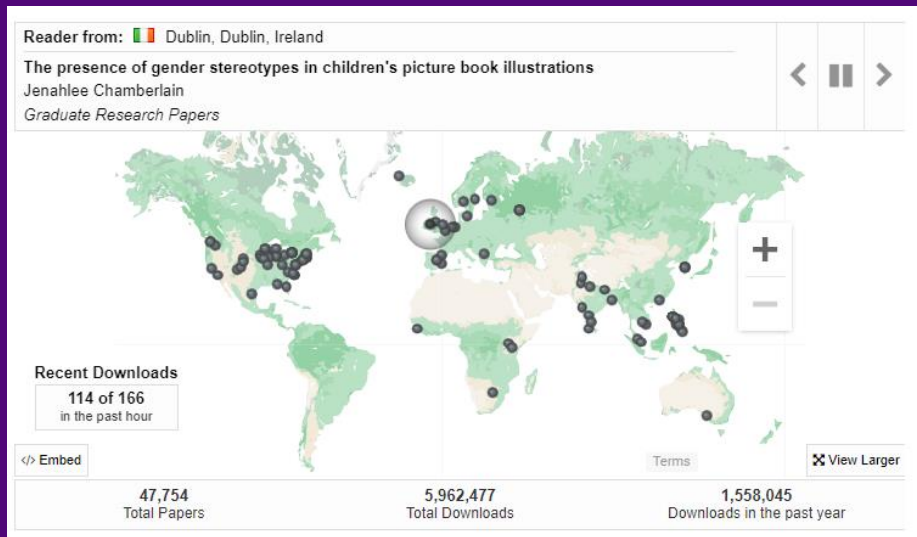 Reader from: Dublin, Dublin, Ireland
The presence of gender stereotypes in children's picture book illustrations
Jenahlee Chamberlain
Graduate Research Papers
Recent Downloads
114 of 166
in the past hour
</> Embed
Terms
View Larger
47,754
Total Papers
5,962,477
Total Downloads
1,558,045
Downloads in the past year